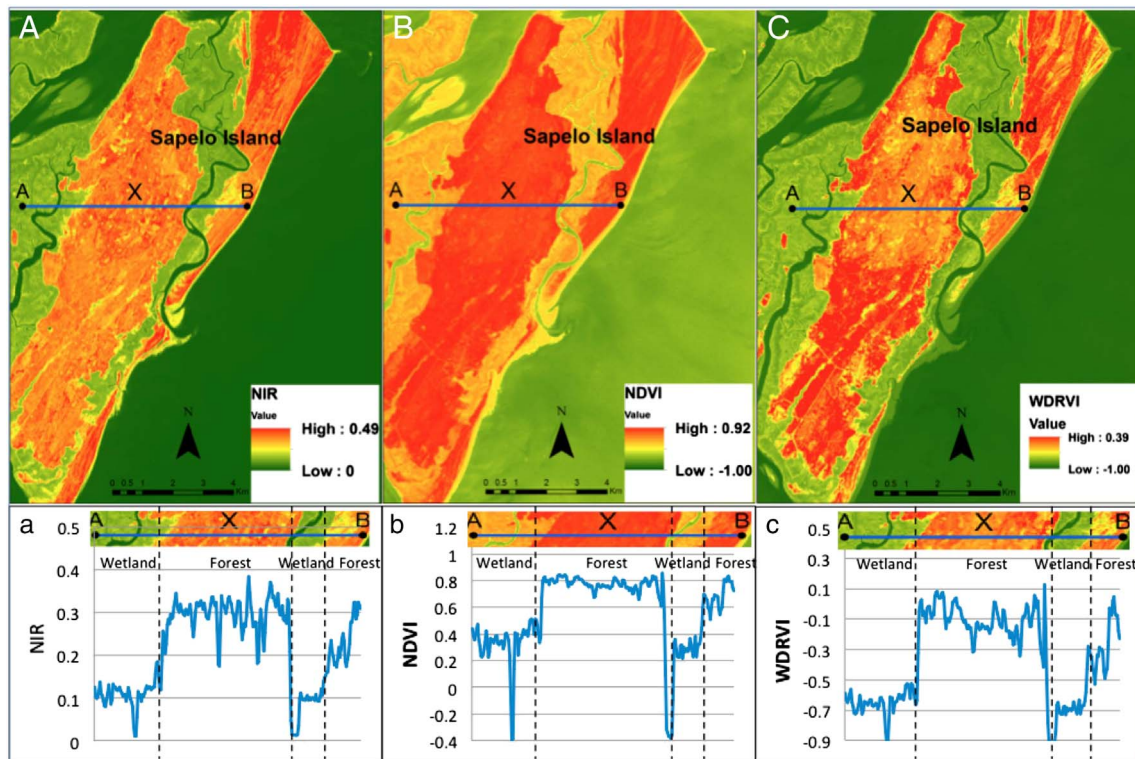 A
Sapelo Island
A
X
B
NIR
Value
High : 0.49
Low : 0
N
0 0.5 1 2 3 4
Km
B
Sapelo Island
A
X
B
NDVI
Value
High : 0.92
Low : -1.00
N
0 0.5 1 2 3 4
Km
C
Sapelo Island
A
X
B
WDRVI
Value
High : 0.39
Low : -1.00
N
0 0.5 1 2 3 4
Km
a
A X B
Wetland Forest Wetland Forest
0.5
0.4
0.3
0.2
0.1
0
NIR
b
A X B
Wetland Forest Wetland Forest
1.2
1
0.8
0.6
0.4
0.2
0
-0.2
-0.4
NDVI
c
A X B
Wetland Forest Wetland Forest
0.5
0.3
0.1
-0.1
-0.3
-0.5
-0.7
-0.9
WDRVI